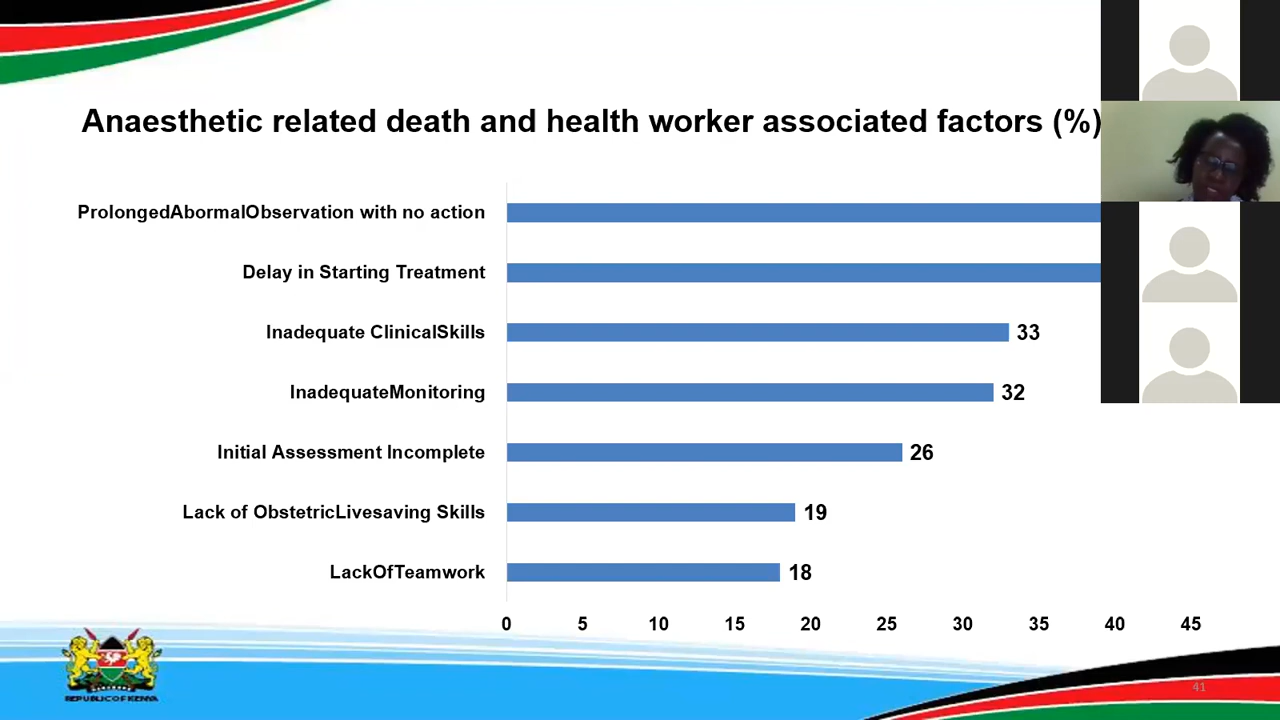 Anaesthetic related death and health worker associated factors (%)
ProlongedAbormalObservation with no action
Delay in Starting Treatment
Inadequate ClinicalSkills
33
InadequateMonitoring
32
Initial Assessment Incomplete
26
Lack of ObstetricLivesaving Skills
19
LackOfTeamwork
18
0 5 10 15 20 25 30 35 40 45
REPUBLIC OF KENYA
41